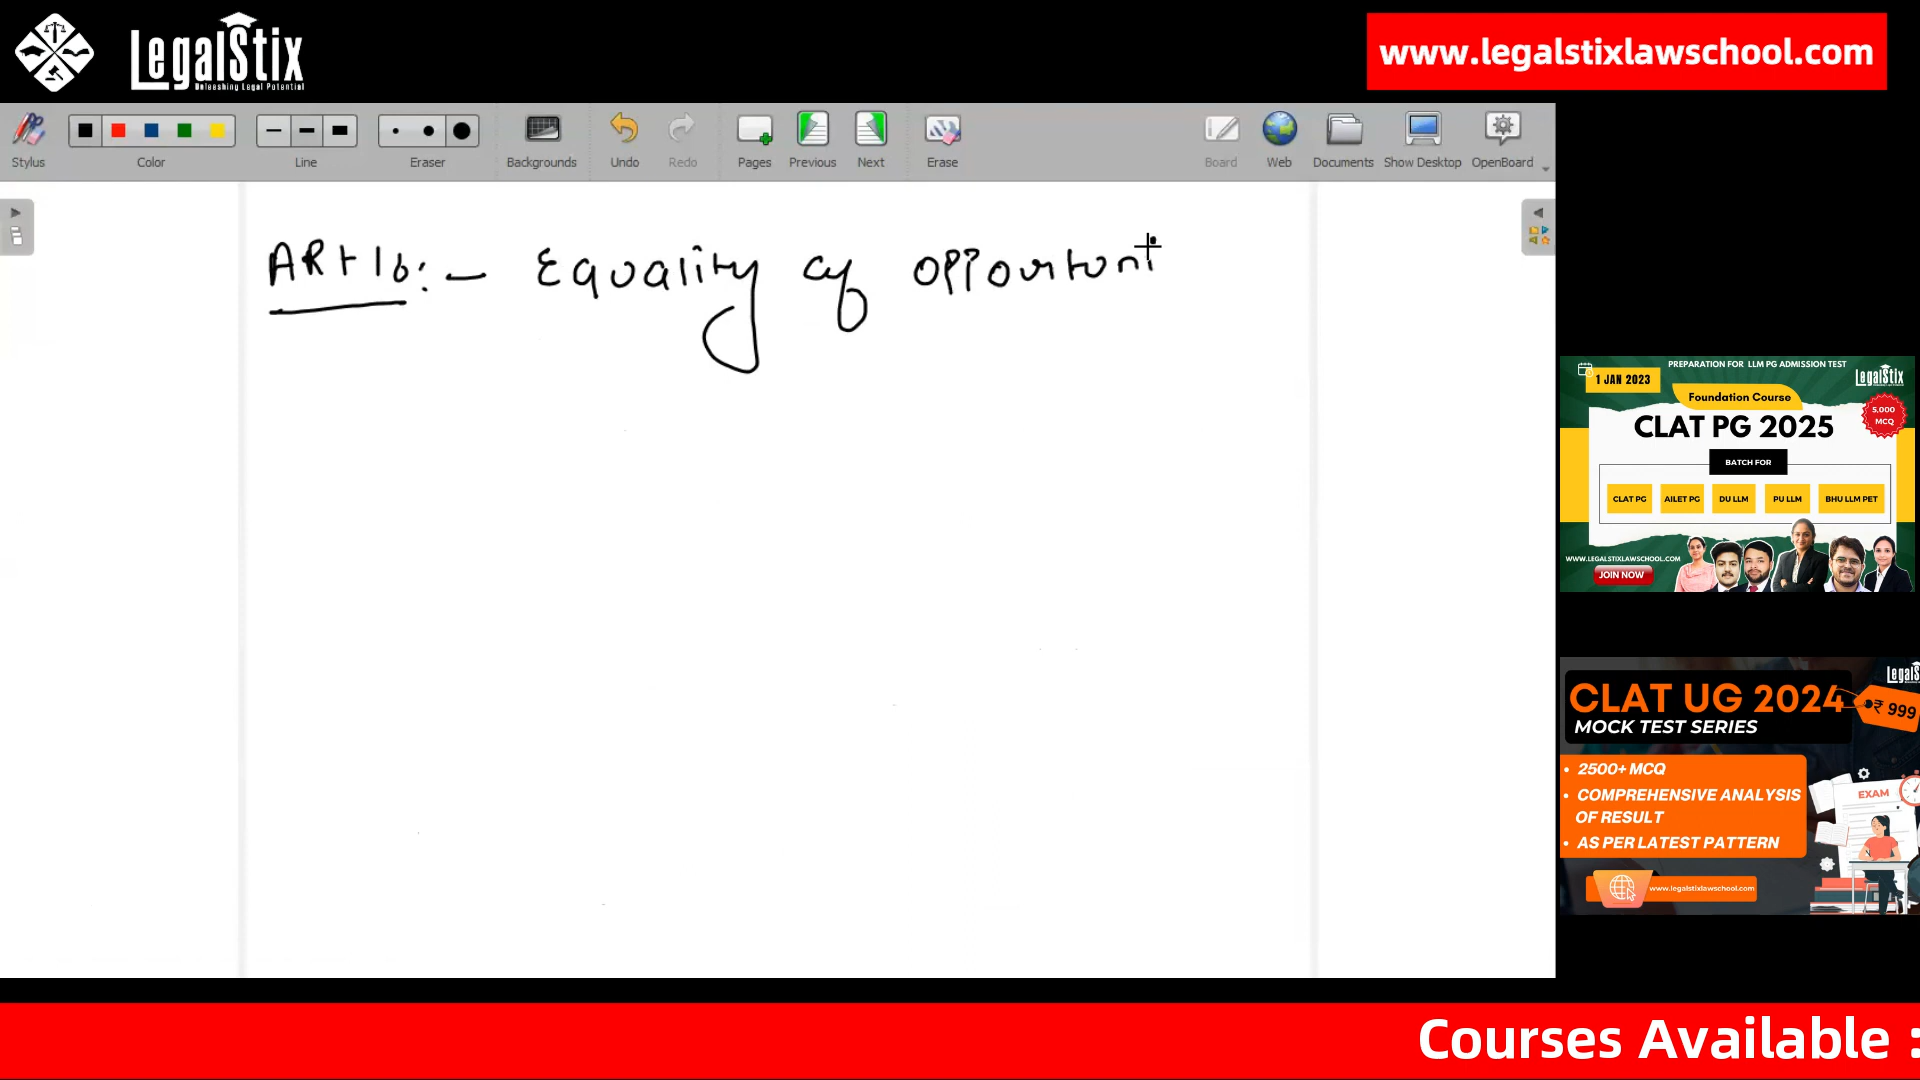 LegalStix
Unleashing Legal Potential
www.legalstixlawschool.com
Stylus
Color
Line
Eraser
Backgrounds
Undo
Redo
Pages
Previous
Next
Erase
Board
Web
Documents
Show Desktop
OpenBoard
ARt 16:- Equality of opportuni
PREPARATION FOR LLM PG ADMISSION TEST
1 JAN 2023
LegalStix
Foundation Course
CLAT PG 2025
5,000
MCQ
BATCH FOR
CLAT PG AILET PG DU LLM PU LLM BHU LLM PET
WWW.LEGALSTIXLAWSCHOOL.COM
JOIN NOW
LegalS
CLAT UG 2024
₹ 999
MOCK TEST SERIES
• 2500+ MCQ
• COMPREHENSIVE ANALYSIS
OF RESULT
• AS PER LATEST PATTERN
EXAM
www.legalstixlawschool.com
Courses Available :